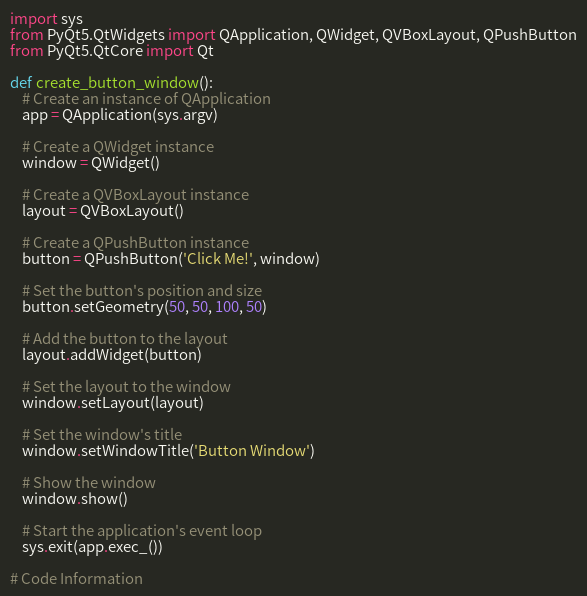 import sys
from PyQt5.QtWidgets import QApplication, QWidget, QVBoxLayout, QPushButton
from PyQt5.QtCore import Qt

def create_button_window():
    # Create an instance of QApplication
    app = QApplication(sys.argv)

    # Create a QWidget instance
    window = QWidget()

    # Create a QVBoxLayout instance
    layout = QVBoxLayout()

    # Create a QPushButton instance
    button = QPushButton('Click Me!', window)

    # Set the button's position and size
    button.setGeometry(50, 50, 100, 50)

    # Add the button to the layout
    layout.addWidget(button)

    # Set the layout to the window
    window.setLayout(layout)

    # Set the window's title
    window.setWindowTitle('Button Window')

    # Show the window
    window.show()

    # Start the application's event loop
    sys.exit(app.exec_())

# Code Information